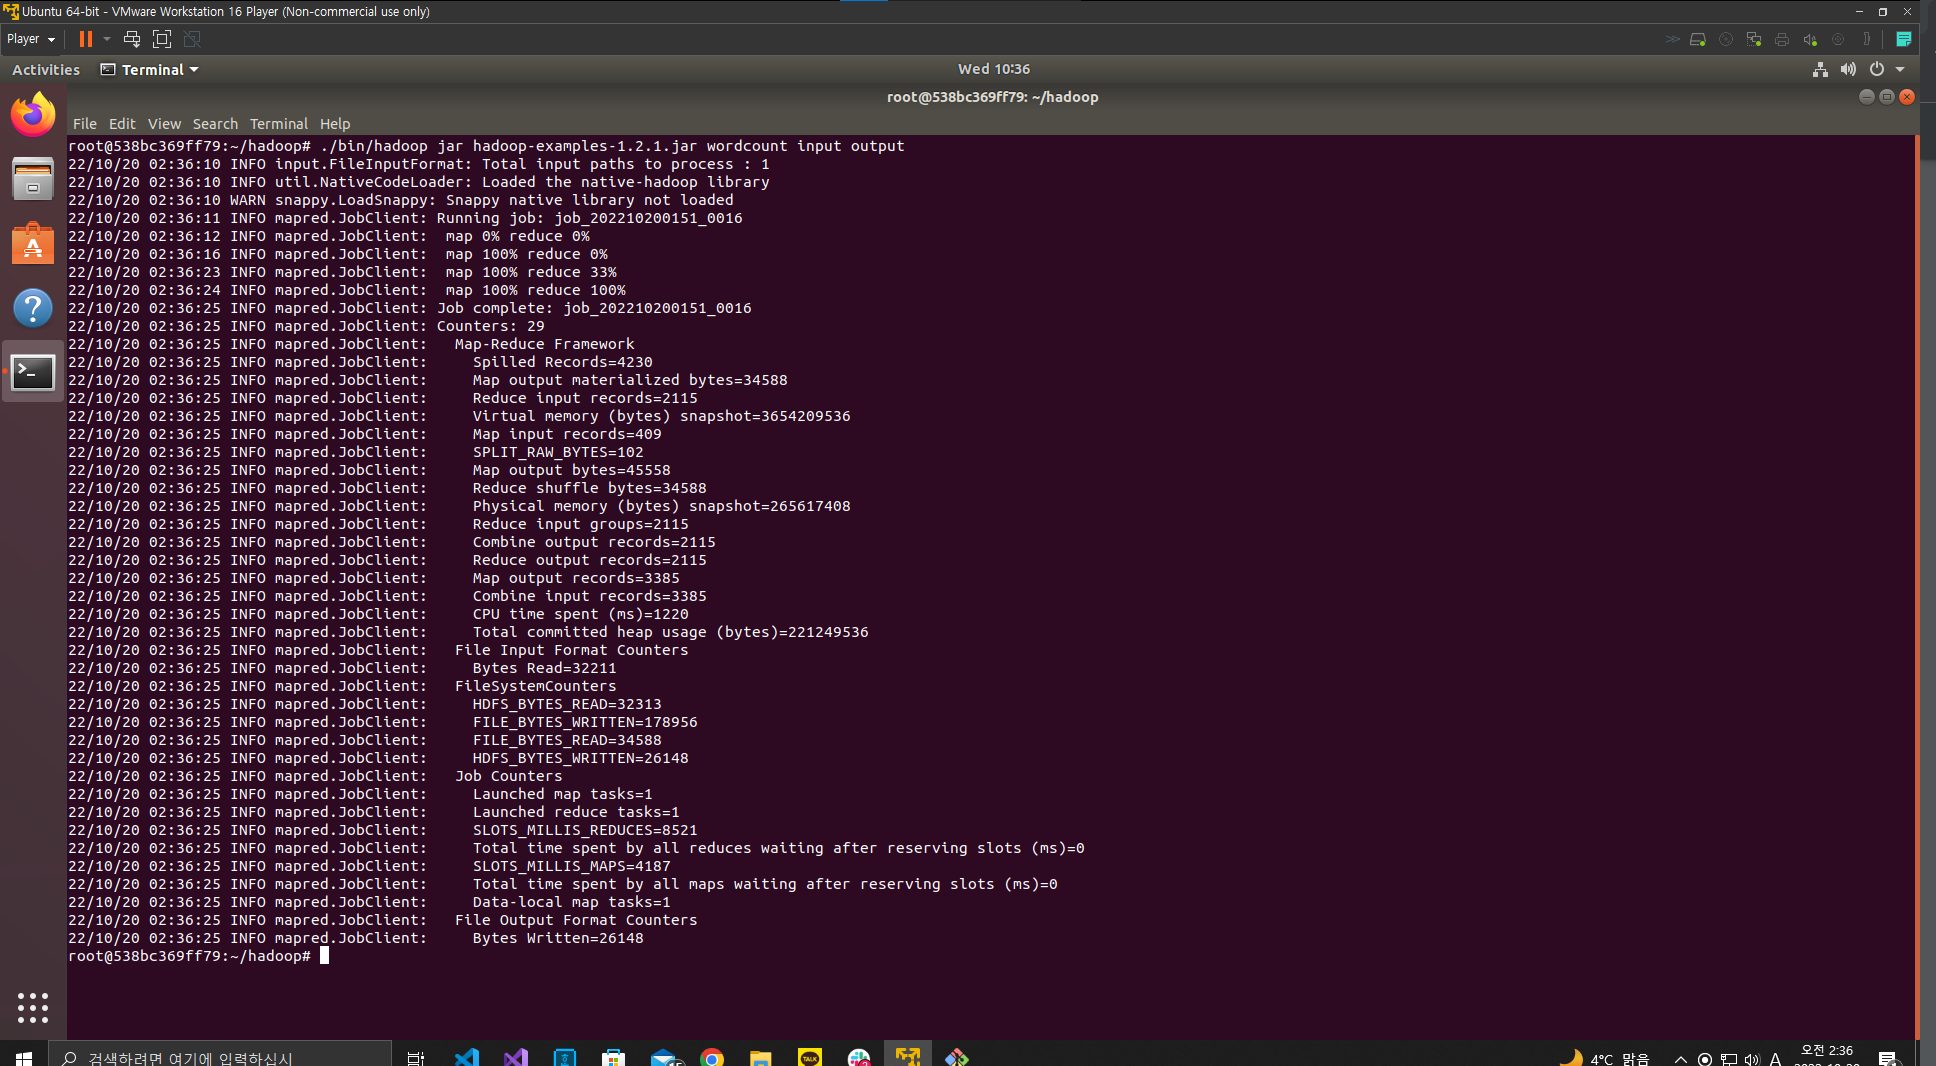 Ubuntu 64-bit - VMware Workstation 16 Player (Non-commercial use only)
Player
Activities
Terminal
Wed 10:36
root@538bc369ff79: ~/hadoop
File Edit View Search Terminal Help
root@538bc369ff79:~/hadoop# ./bin/hadoop jar hadoop-examples-1.2.1.jar wordcount input output
22/10/20 02:36:10 INFO input.FileInputFormat: Total input paths to process : 1
22/10/20 02:36:10 INFO util.NativeCodeLoader: Loaded the native-hadoop library
22/10/20 02:36:10 WARN snappy.LoadSnappy: Snappy native library not loaded
22/10/20 02:36:11 INFO mapred.JobClient: Running job: job_202210200151_0016
22/10/20 02:36:12 INFO mapred.JobClient:  map 0% reduce 0%
22/10/20 02:36:16 INFO mapred.JobClient:  map 100% reduce 0%
22/10/20 02:36:23 INFO mapred.JobClient:  map 100% reduce 33%
22/10/20 02:36:24 INFO mapred.JobClient:  map 100% reduce 100%
22/10/20 02:36:25 INFO mapred.JobClient: Job complete: job_202210200151_0016
22/10/20 02:36:25 INFO mapred.JobClient: Counters: 29
22/10/20 02:36:25 INFO mapred.JobClient:   Map-Reduce Framework
22/10/20 02:36:25 INFO mapred.JobClient:     Spilled Records=4230
22/10/20 02:36:25 INFO mapred.JobClient:     Map output materialized bytes=34588
22/10/20 02:36:25 INFO mapred.JobClient:     Reduce input records=2115
22/10/20 02:36:25 INFO mapred.JobClient:     Virtual memory (bytes) snapshot=3654209536
22/10/20 02:36:25 INFO mapred.JobClient:     Map input records=409
22/10/20 02:36:25 INFO mapred.JobClient:     SPLIT_RAW_BYTES=102
22/10/20 02:36:25 INFO mapred.JobClient:     Map output bytes=45558
22/10/20 02:36:25 INFO mapred.JobClient:     Reduce shuffle bytes=34588
22/10/20 02:36:25 INFO mapred.JobClient:     Physical memory (bytes) snapshot=265617408
22/10/20 02:36:25 INFO mapred.JobClient:     Reduce input groups=2115
22/10/20 02:36:25 INFO mapred.JobClient:     Combine output records=2115
22/10/20 02:36:25 INFO mapred.JobClient:     Reduce output records=2115
22/10/20 02:36:25 INFO mapred.JobClient:     Map output records=3385
22/10/20 02:36:25 INFO mapred.JobClient:     Combine input records=3385
22/10/20 02:36:25 INFO mapred.JobClient:     CPU time spent (ms)=1220
22/10/20 02:36:25 INFO mapred.JobClient:     Total committed heap usage (bytes)=221249536
22/10/20 02:36:25 INFO mapred.JobClient:   File Input Format Counters
22/10/20 02:36:25 INFO mapred.JobClient:     Bytes Read=32211
22/10/20 02:36:25 INFO mapred.JobClient:   FileSystemCounters
22/10/20 02:36:25 INFO mapred.JobClient:     HDFS_BYTES_READ=32313
22/10/20 02:36:25 INFO mapred.JobClient:     FILE_BYTES_WRITTEN=178956
22/10/20 02:36:25 INFO mapred.JobClient:     FILE_BYTES_READ=34588
22/10/20 02:36:25 INFO mapred.JobClient:     HDFS_BYTES_WRITTEN=26148
22/10/20 02:36:25 INFO mapred.JobClient:   Job Counters
22/10/20 02:36:25 INFO mapred.JobClient:     Launched map tasks=1
22/10/20 02:36:25 INFO mapred.JobClient:     Launched reduce tasks=1
22/10/20 02:36:25 INFO mapred.JobClient:     SLOTS_MILLIS_REDUCES=8521
22/10/20 02:36:25 INFO mapred.JobClient:     Total time spent by all reduces waiting after reserving slots (ms)=0
22/10/20 02:36:25 INFO mapred.JobClient:     SLOTS_MILLIS_MAPS=4187
22/10/20 02:36:25 INFO mapred.JobClient:     Total time spent by all maps waiting after reserving slots (ms)=0
22/10/20 02:36:25 INFO mapred.JobClient:     Data-local map tasks=1
22/10/20 02:36:25 INFO mapred.JobClient:   File Output Format Counters
22/10/20 02:36:25 INFO mapred.JobClient:     Bytes Written=26148
root@538bc369ff79:~/hadoop#
검색하려면 여기에 입력하십시
TALK
4°C 맑음
A
오전 2:36